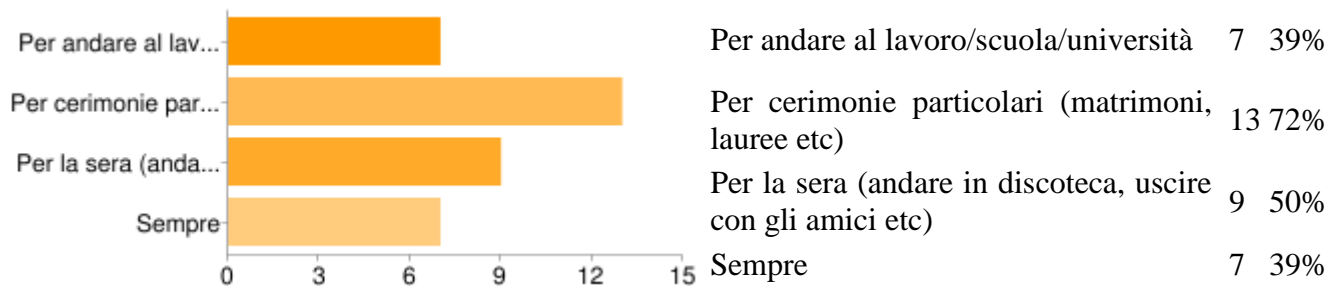 Per andare al lav...
Per cerimonie par...
Per la sera (anda...
Sempre
0 3 6 9 12 15
Per andare al lavoro/scuola/università 7 39%
Per cerimonie particolari (matrimoni,
lauree etc) 13 72%
Per la sera (andare in discoteca, uscire
con gli amici etc) 9 50%
Sempre 7 39%